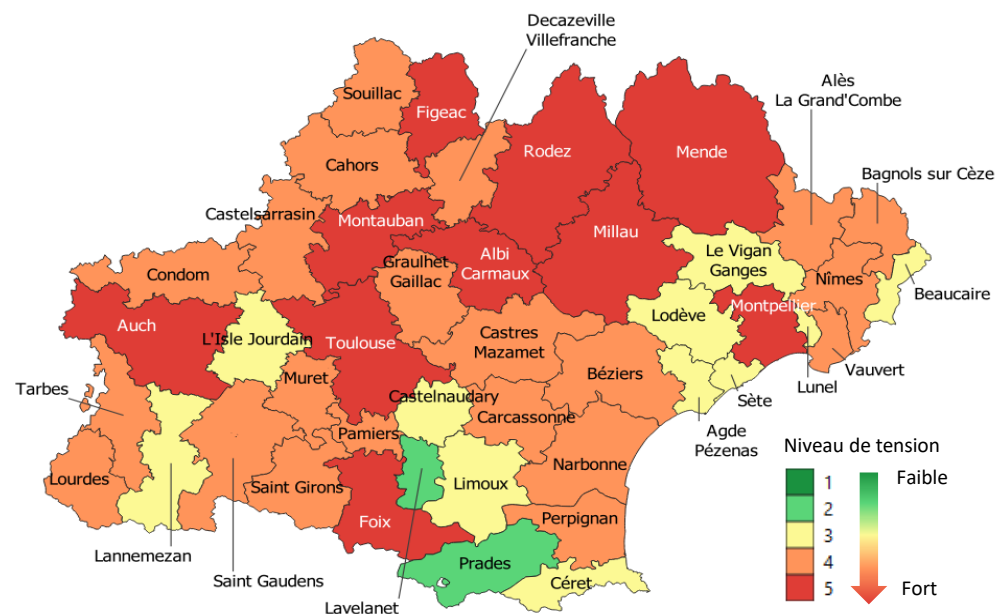 Decazeville
Villefranche
Souillac
Figeac
Alès
La Grand'Combe
Rodez
Mende
Cahors
Bagnols sur Cèze
Castelsarrasin
Montauban
Millau
Albi
Carmaux
Graulhet
Gaillac
Le Vigan
Ganges
Condom
Nîmes
Beaucaire
Montpellier
Auch
L'Isle Jourdain
Toulouse
Lodève
Castres
Mazamet
Muret
Béziers
Vauvert
Tarbes
Lunel
Sète
Castelnaudary
Carcassonne
Pamiers
Agde
Pézenas
Niveau de tension
Lourdes
Saint Girons
Limoux
Narbonne
1
Faible
2
3
4
5
Fort
Foix
Perpignan
Lannemezan
Saint Gaudens
Prades
Céret
Lavelanet